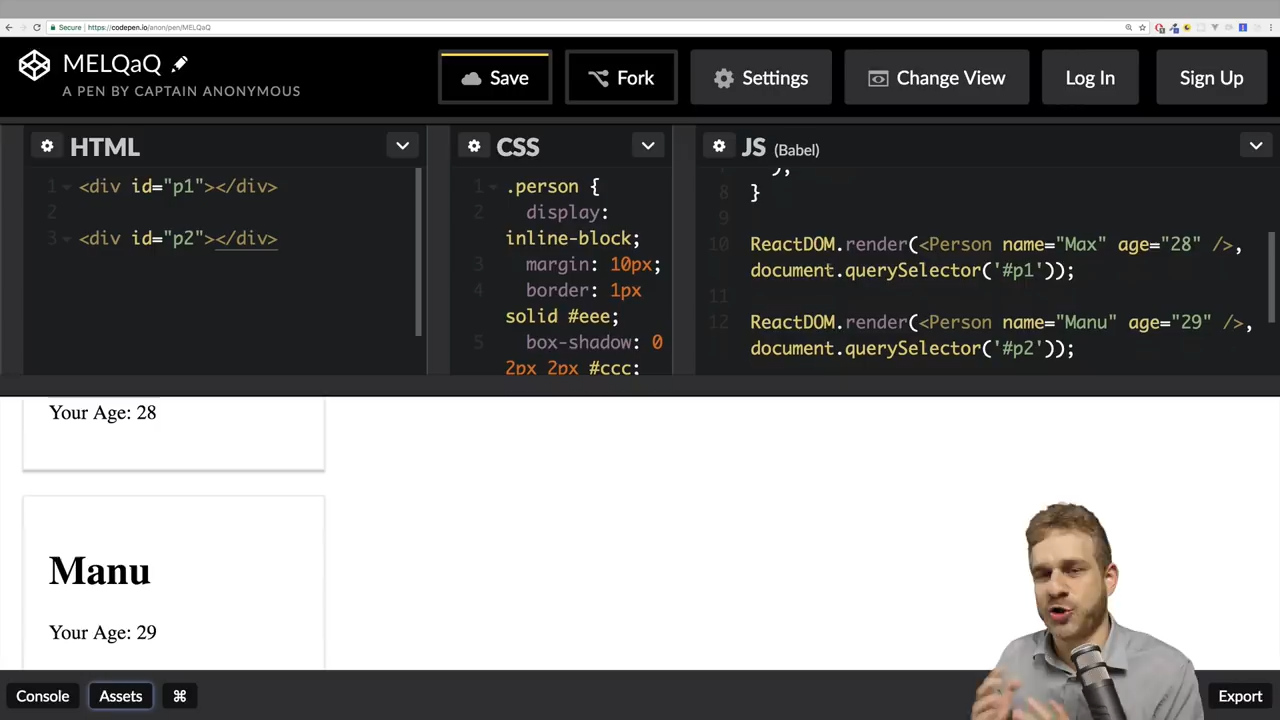 Secure https://codepen.io/anon/pen/MELQaQ
MELQaQ
A PEN BY CAPTAIN ANONYMOUS
Save
Fork
Settings
Change View
Log In
Sign Up
HTML
1 <div id="p1"></div>
2
3 <div id="p2"></div>
CSS
1 .person {
2 display:
inline-block;
3 margin: 10px;
4 border: 1px
solid #eee;
5 box-shadow: 0
2px 2px #ccc;
JS (Babel)
);
8 }
9
10 ReactDOM.render(<Person name="Max" age="28" />,
document.querySelector('#p1'));
11
12 ReactDOM.render(<Person name="Manu" age="29" />,
document.querySelector('#p2'));
Your Age: 28
Manu
Your Age: 29
Console
Assets
⌘
Export